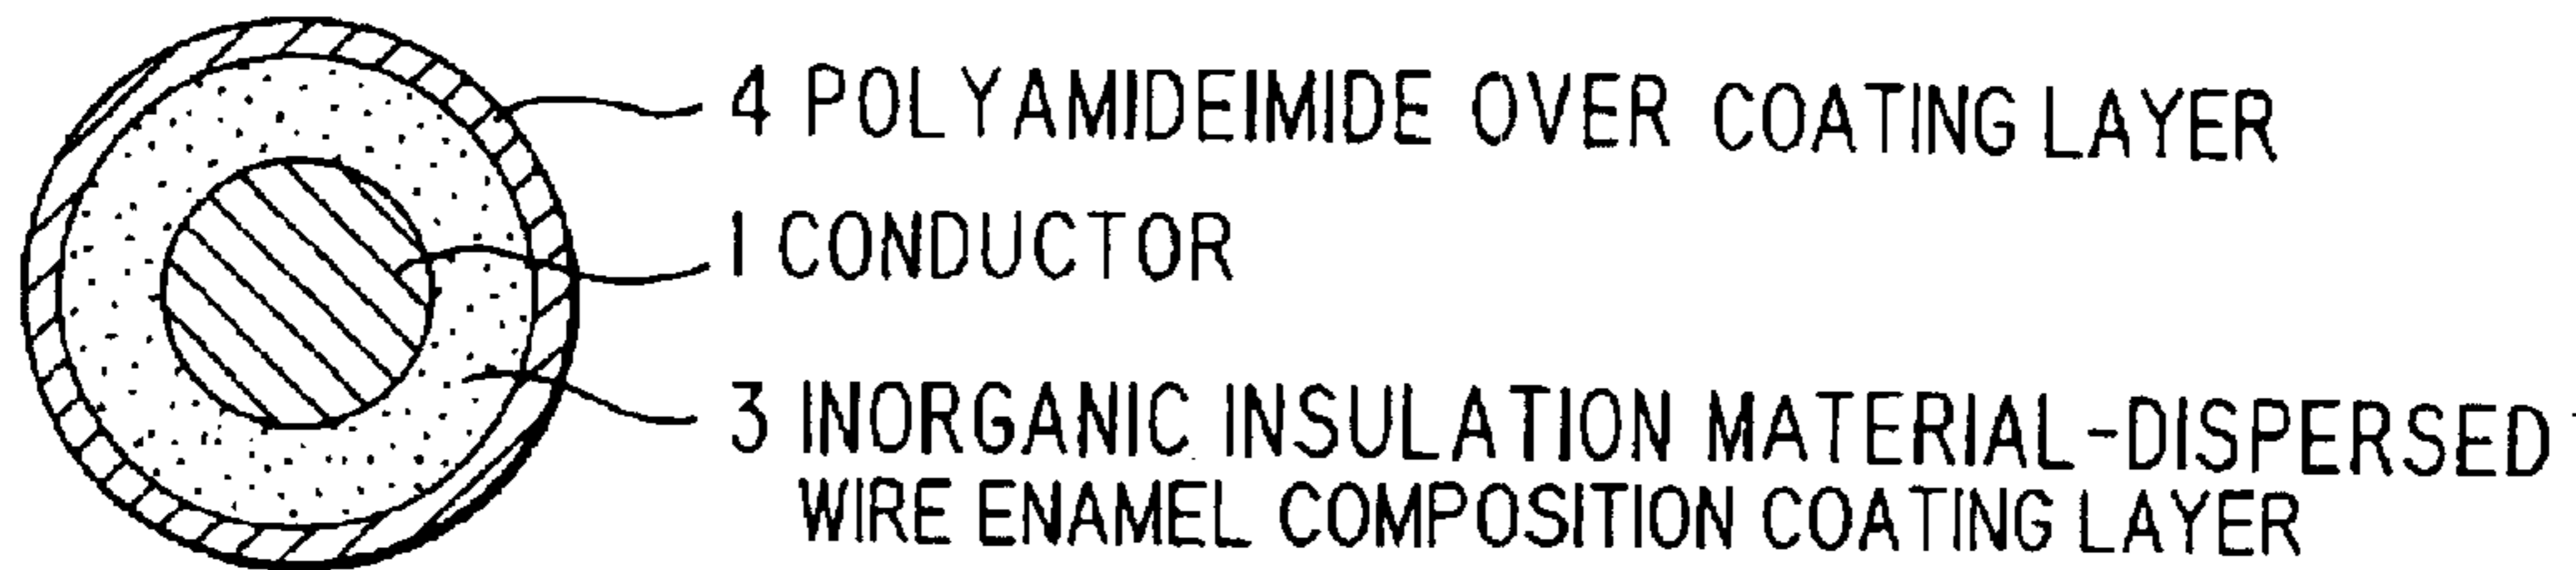 4 POLYAMIDEIMIDE OVER COATING LAYER
1 CONDUCTOR
3 INORGANIC INSULATION MATERIAL-DISPERSED
WIRE ENAMEL COMPOSITION COATING LAYER